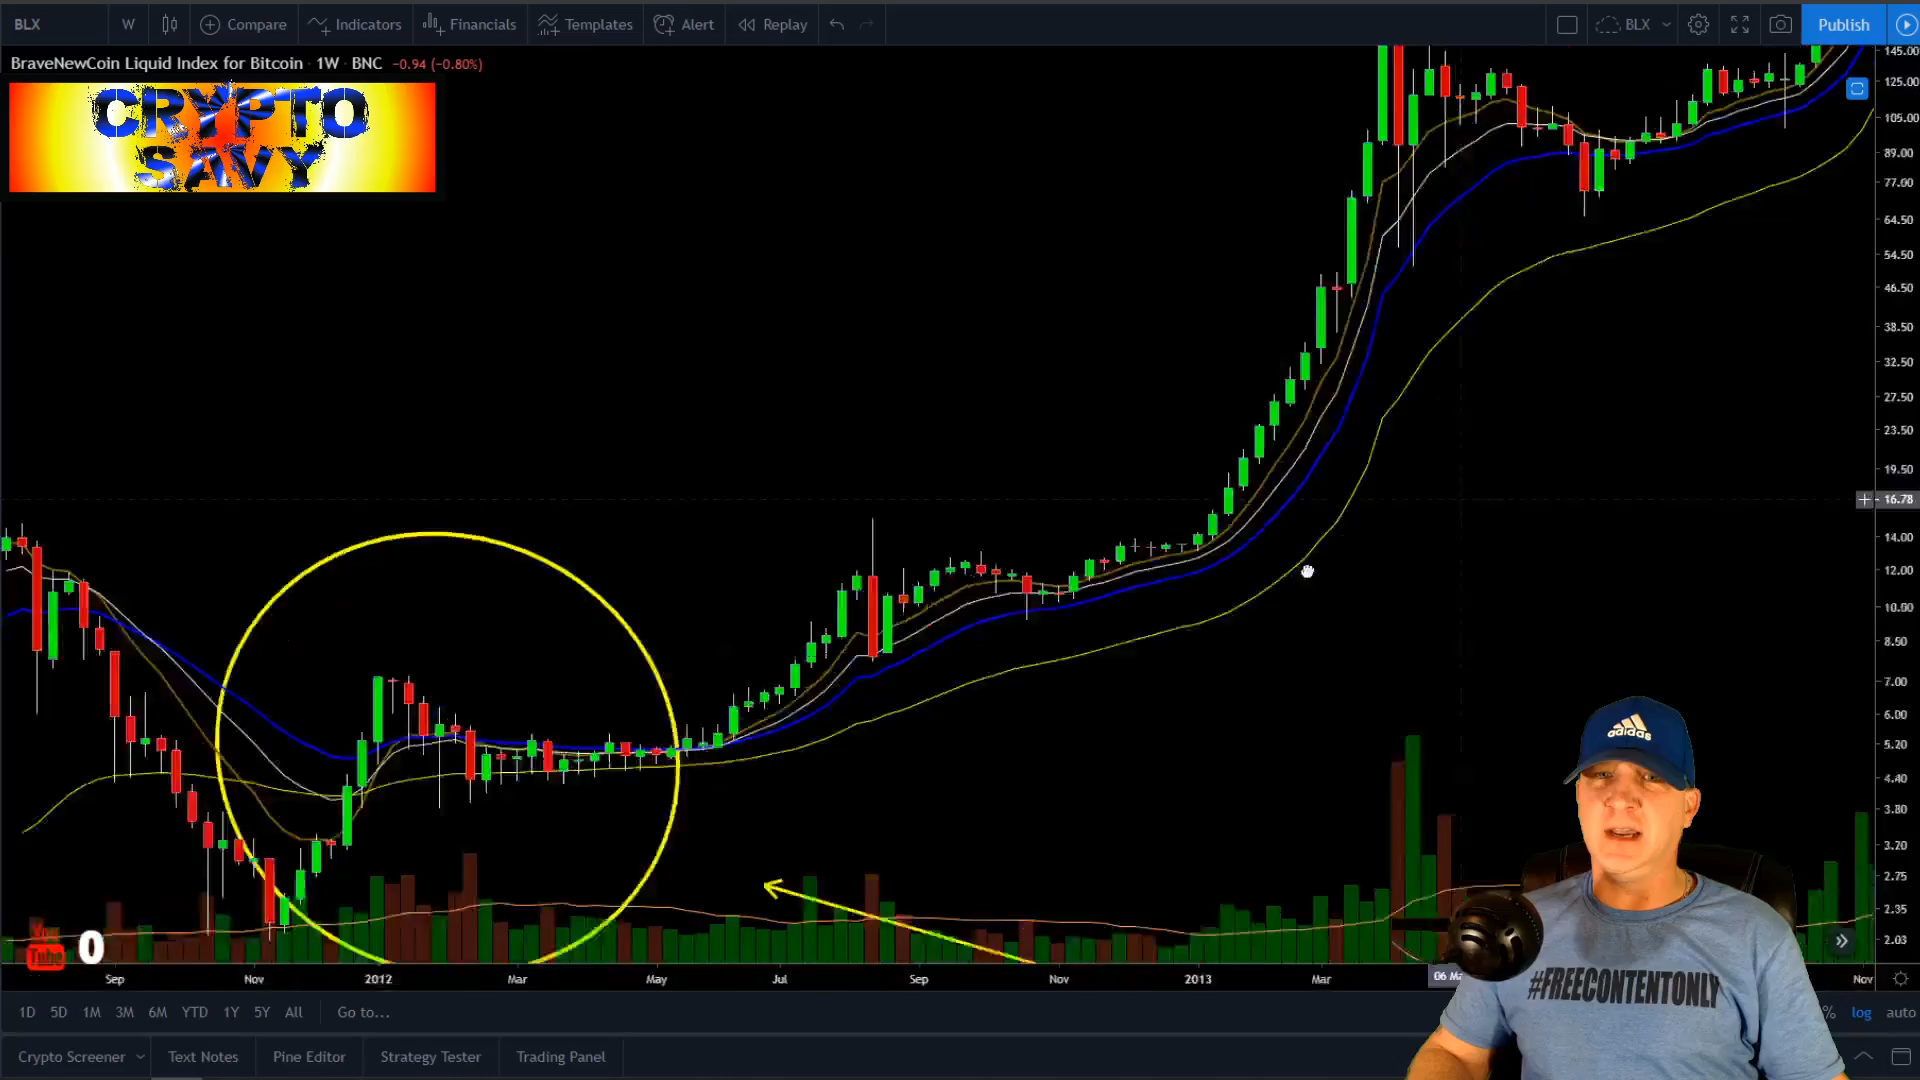 BLX W Compare Indicators Financials Templates Alert Replay BLX Publish
BraveNewCoin Liquid Index for Bitcoin · 1W · BNC −0.94 (−0.80%)
CRYPTO
SAVY
145.00
125.00
105.00
89.00
77.00
64.50
54.50
46.50
38.50
32.50
27.50
23.50
19.50
16.78
14.00
12.00
10.00
8.50
7.00
6.00
5.20
4.40
3.80
3.20
2.75
2.35
2.03
adidas
You
Tube 0
#FREECONTENTONLY
Sep Nov 2012 Mar May Jul Sep Nov 2013 Mar 06 Ma Nov
1D 5D 1M 3M 6M YTD 1Y 5Y All Go to... % log auto
Crypto Screener Text Notes Pine Editor Strategy Tester Trading Panel